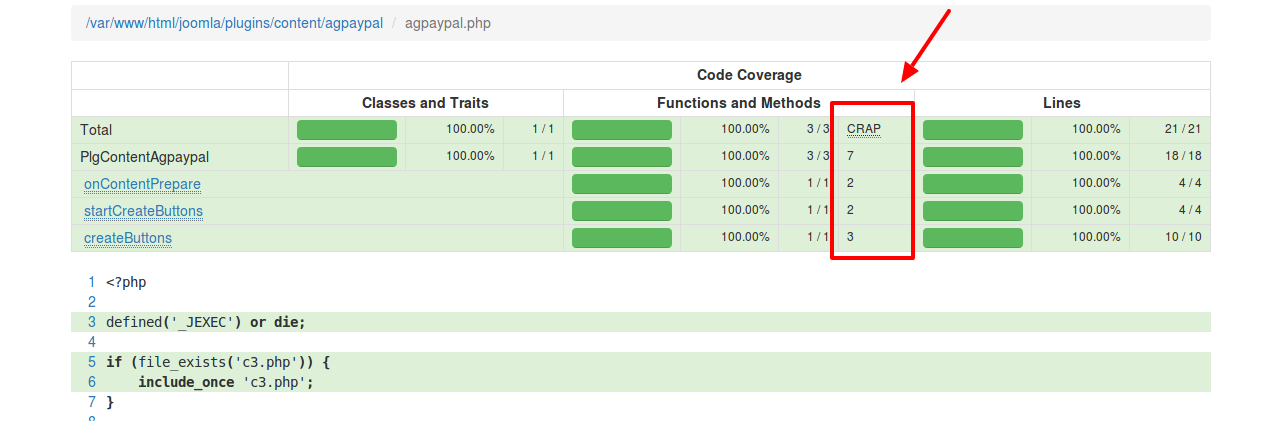 /var/www/html/joomla/plugins/content/agpaypal / agpaypal.php
Code Coverage
Classes and Traits Functions and Methods Lines
Total 100.00% 1 / 1 100.00% 3 / 3 CRAP 100.00% 21 / 21
PlgContentAgpaypal 100.00% 1 / 1 100.00% 3 / 3 7 100.00% 18 / 18
onContentPrepare 100.00% 1 / 1 2 100.00% 4 / 4
startCreateButtons 100.00% 1 / 1 2 100.00% 4 / 4
createButtons 100.00% 1 / 1 3 100.00% 10 / 10
1 <?php
2
3 defined('_JEXEC') or die;
4
5 if (file_exists('c3.php')) {
6     include_once 'c3.php';
7 }
8